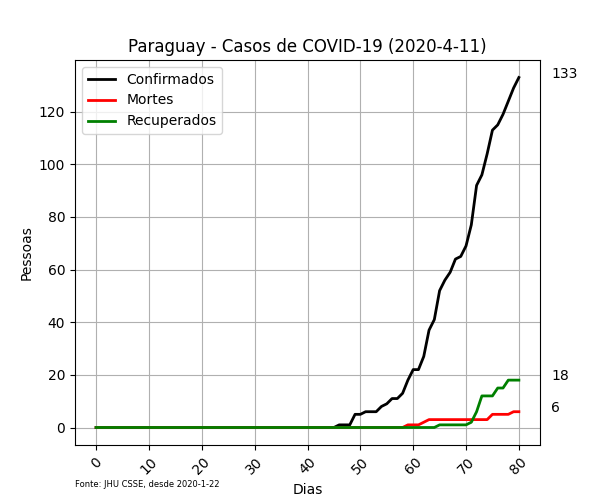 Paraguay - Casos de COVID-19 (2020-4-11)
Confirmados
Mortes
Recuperados
133
18
6
Pessoas
120
100
80
60
40
20
0
0 10 20 30 40 50 60 70 80
Dias
Fonte: JHU CSSE, desde 2020-1-22